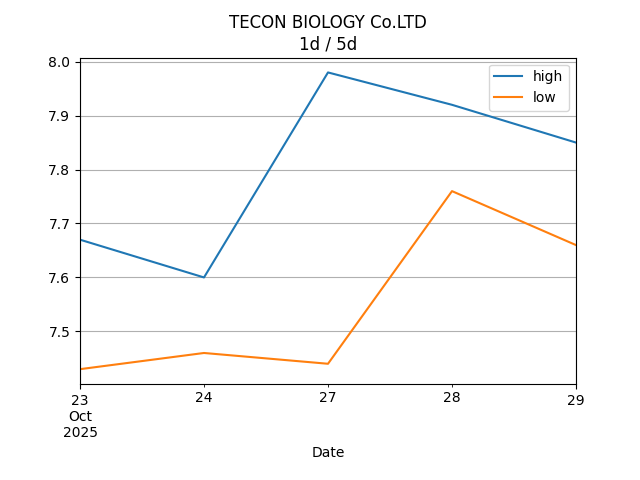 TECON BIOLOGY Co.LTD
1d / 5d
high
low
8.0
7.9
7.8
7.7
7.6
7.5
23 24 27 28 29
Oct
2025
Date